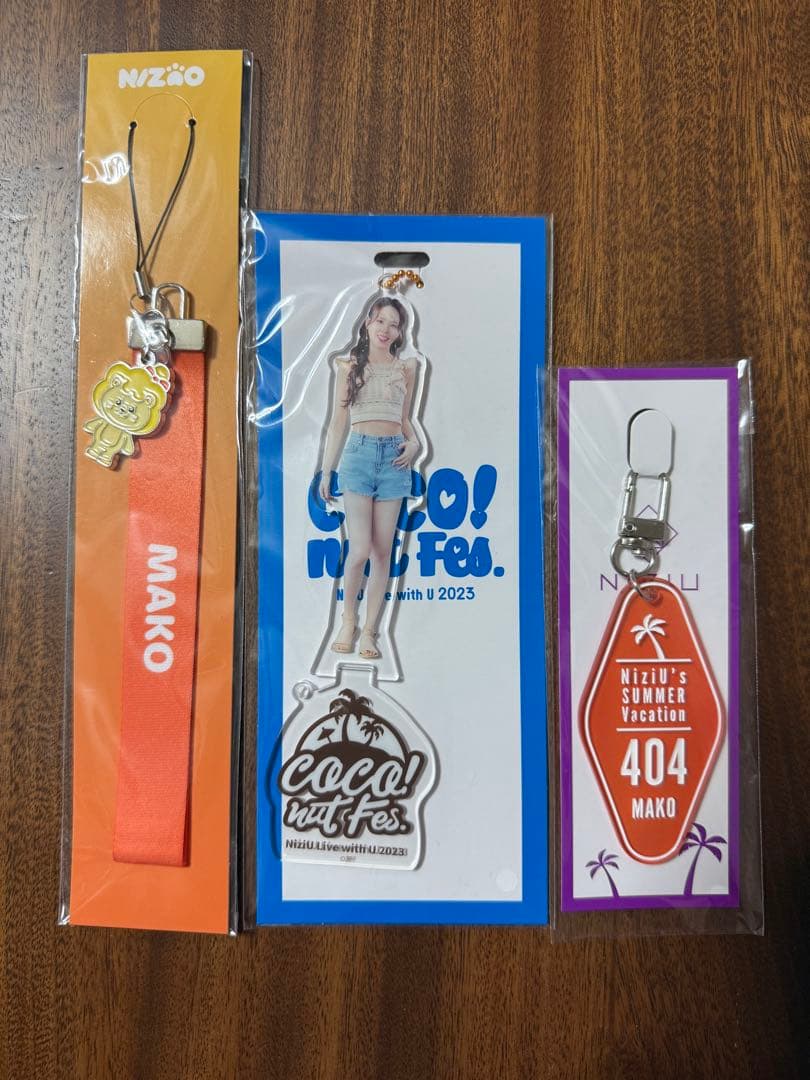 NIZOO
MAKO
COCO!
nut Fes.
NiziU Live with U 2023
COCO!
nut Fes.
NiziU Live with U 2023
NIZIU
NiziU's
SUMMER
Vacation
404
MAKO